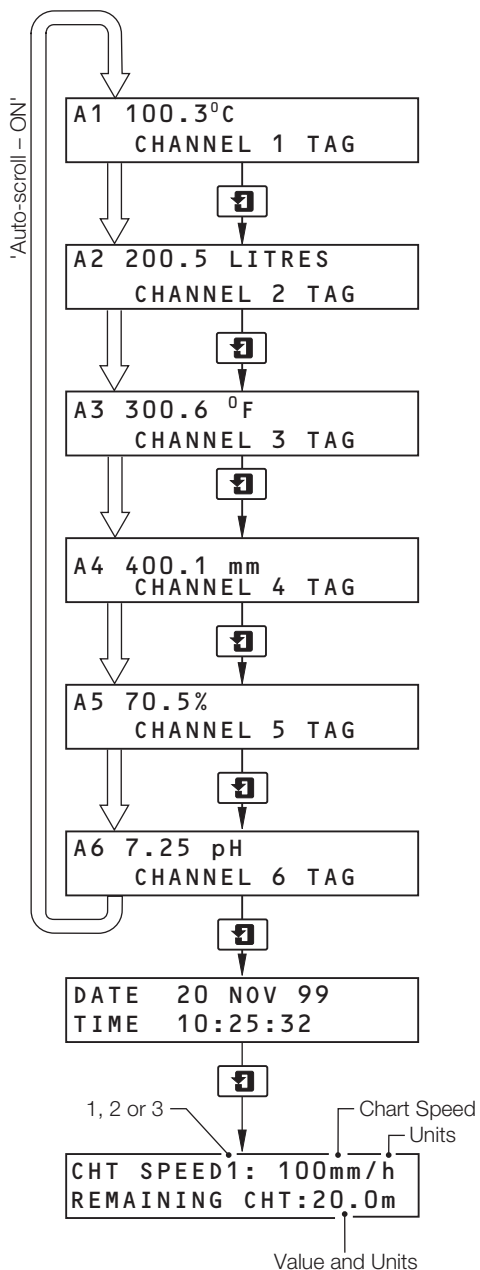 'Auto-scroll – ON'
A1 100.3⁰C
CHANNEL 1 TAG
A2 200.5 LITRES
CHANNEL 2 TAG
A3 300.6 ⁰F
CHANNEL 3 TAG
A4 400.1 mm
CHANNEL 4 TAG
A5 70.5%
CHANNEL 5 TAG
A6 7.25 pH
CHANNEL 6 TAG
DATE 20 NOV 99
TIME 10:25:32
1, 2 or 3
Chart Speed
Units
CHT SPEED1: 100mm/h
REMAINING CHT:20.0m
Value and Units